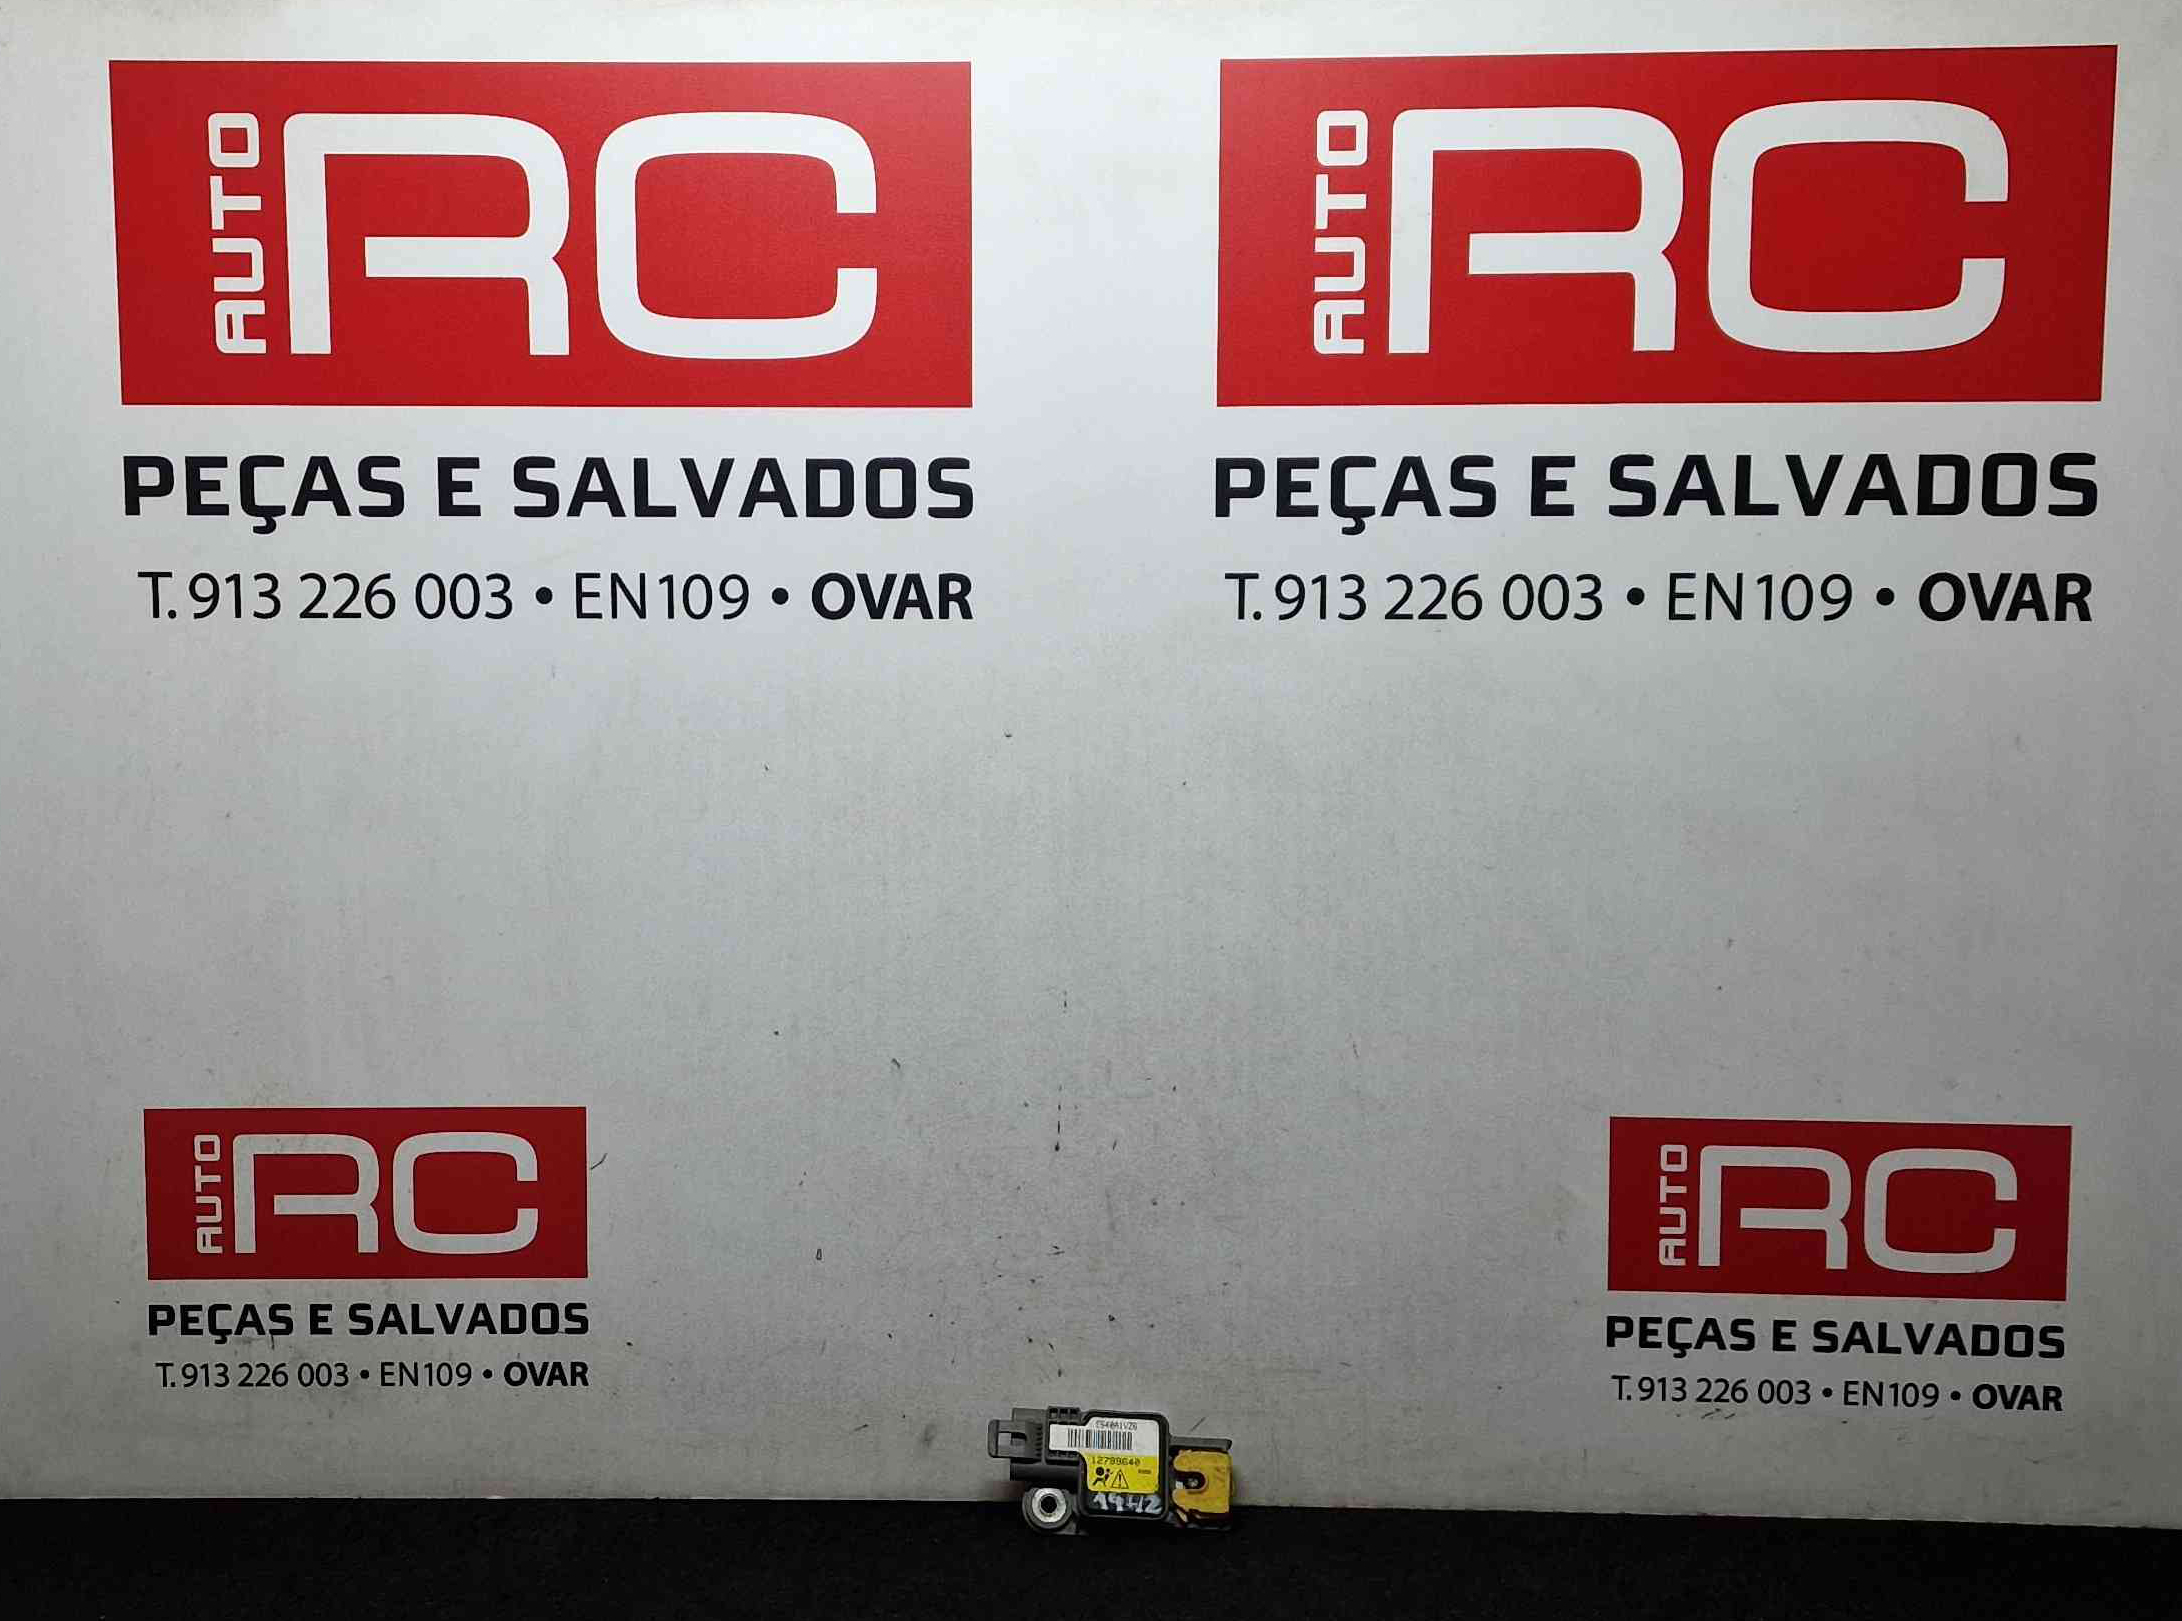 AUTO RC
PEÇAS E SALVADOS
T. 913 226 003 • EN109 • OVAR
AUTO RC
PEÇAS E SALVADOS
T. 913 226 003 • EN109 • OVAR
AUTO RC
PEÇAS E SALVADOS
T. 913 226 003 • EN109 • OVAR
AUTO RC
PEÇAS E SALVADOS
T. 913 226 003 • EN109 • OVAR
12799640